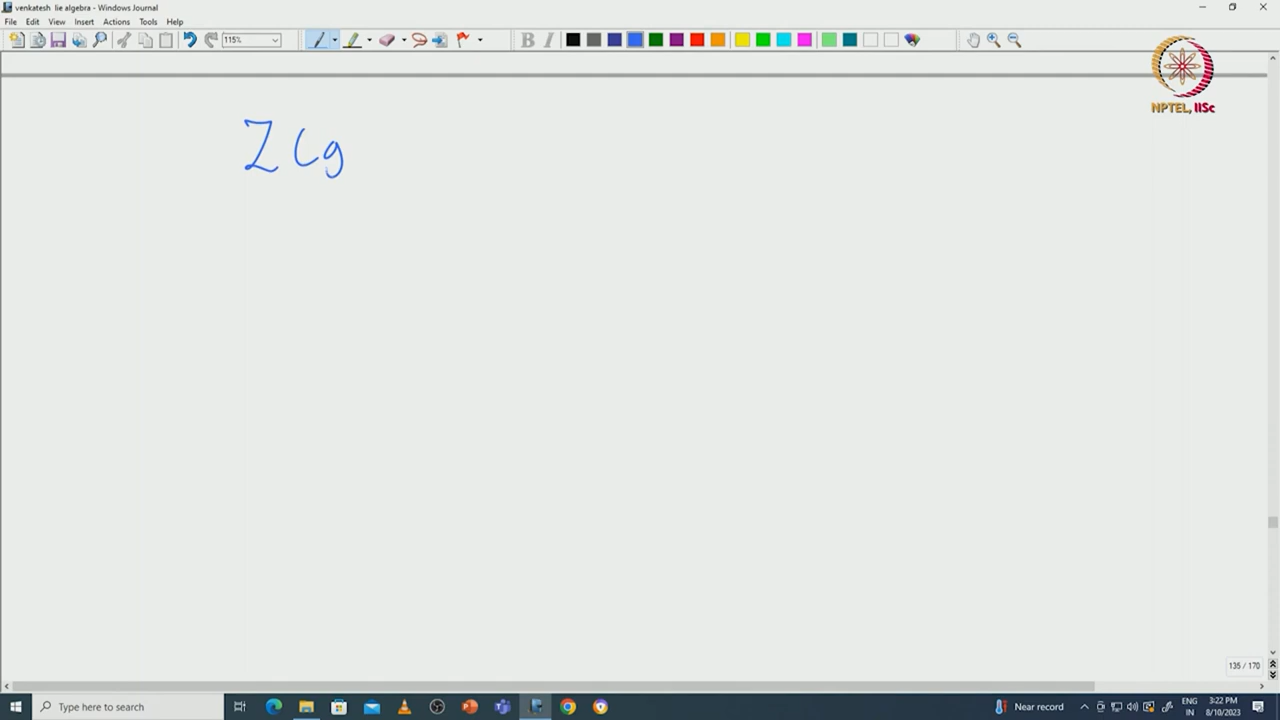 venkatesh lie algebra - Windows Journal
File Edit View Insert Actions Tools Help
115%
B I
NPTEL, IISc
Z(g
135 / 170
Type here to search
Near record
ENG
IN
3:22 PM
8/10/2023